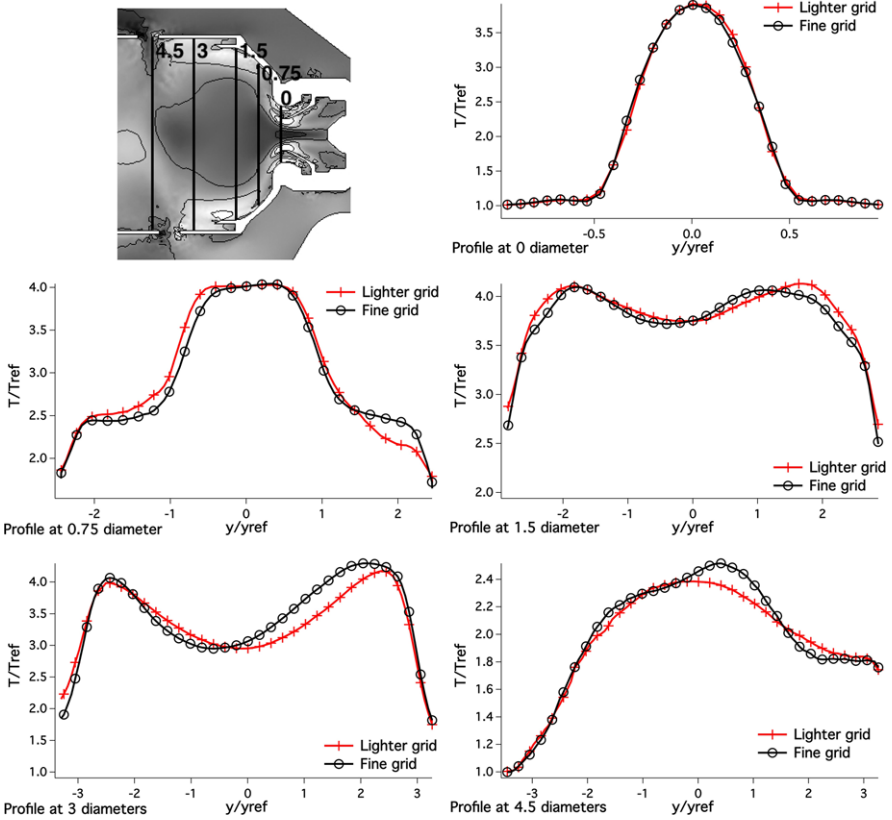 4.5 3 1.5
0.75
0
Lighter grid
Fine grid
3.5
3.0
2.5
2.0
1.5
1.0
T/Tref
-0.5 0.0 0.5
Profile at 0 diameter y/yref
Lighter grid
Fine grid
4.0
3.5
3.0
2.5
2.0
T/Tref
-2 -1 0 1 2
Profile at 0.75 diameter y/yref
4.0
3.5
3.0
2.5
2.0
T/Tref
Lighter grid
Fine grid
-2 -1 0 1 2
Profile at 1.5 diameter y/yref
4.0
3.5
3.0
2.5
2.0
1.5
1.0
T/Tref
Lighter grid
Fine grid
-3 -2 -1 0 1 2 3
Profile at 3 diameters y/yref
2.4
2.2
2.0
1.8
1.6
1.4
1.2
1.0
T/Tref
Lighter grid
Fine grid
-3 -2 -1 0 1 2 3
Profile at 4.5 diameters y/yref